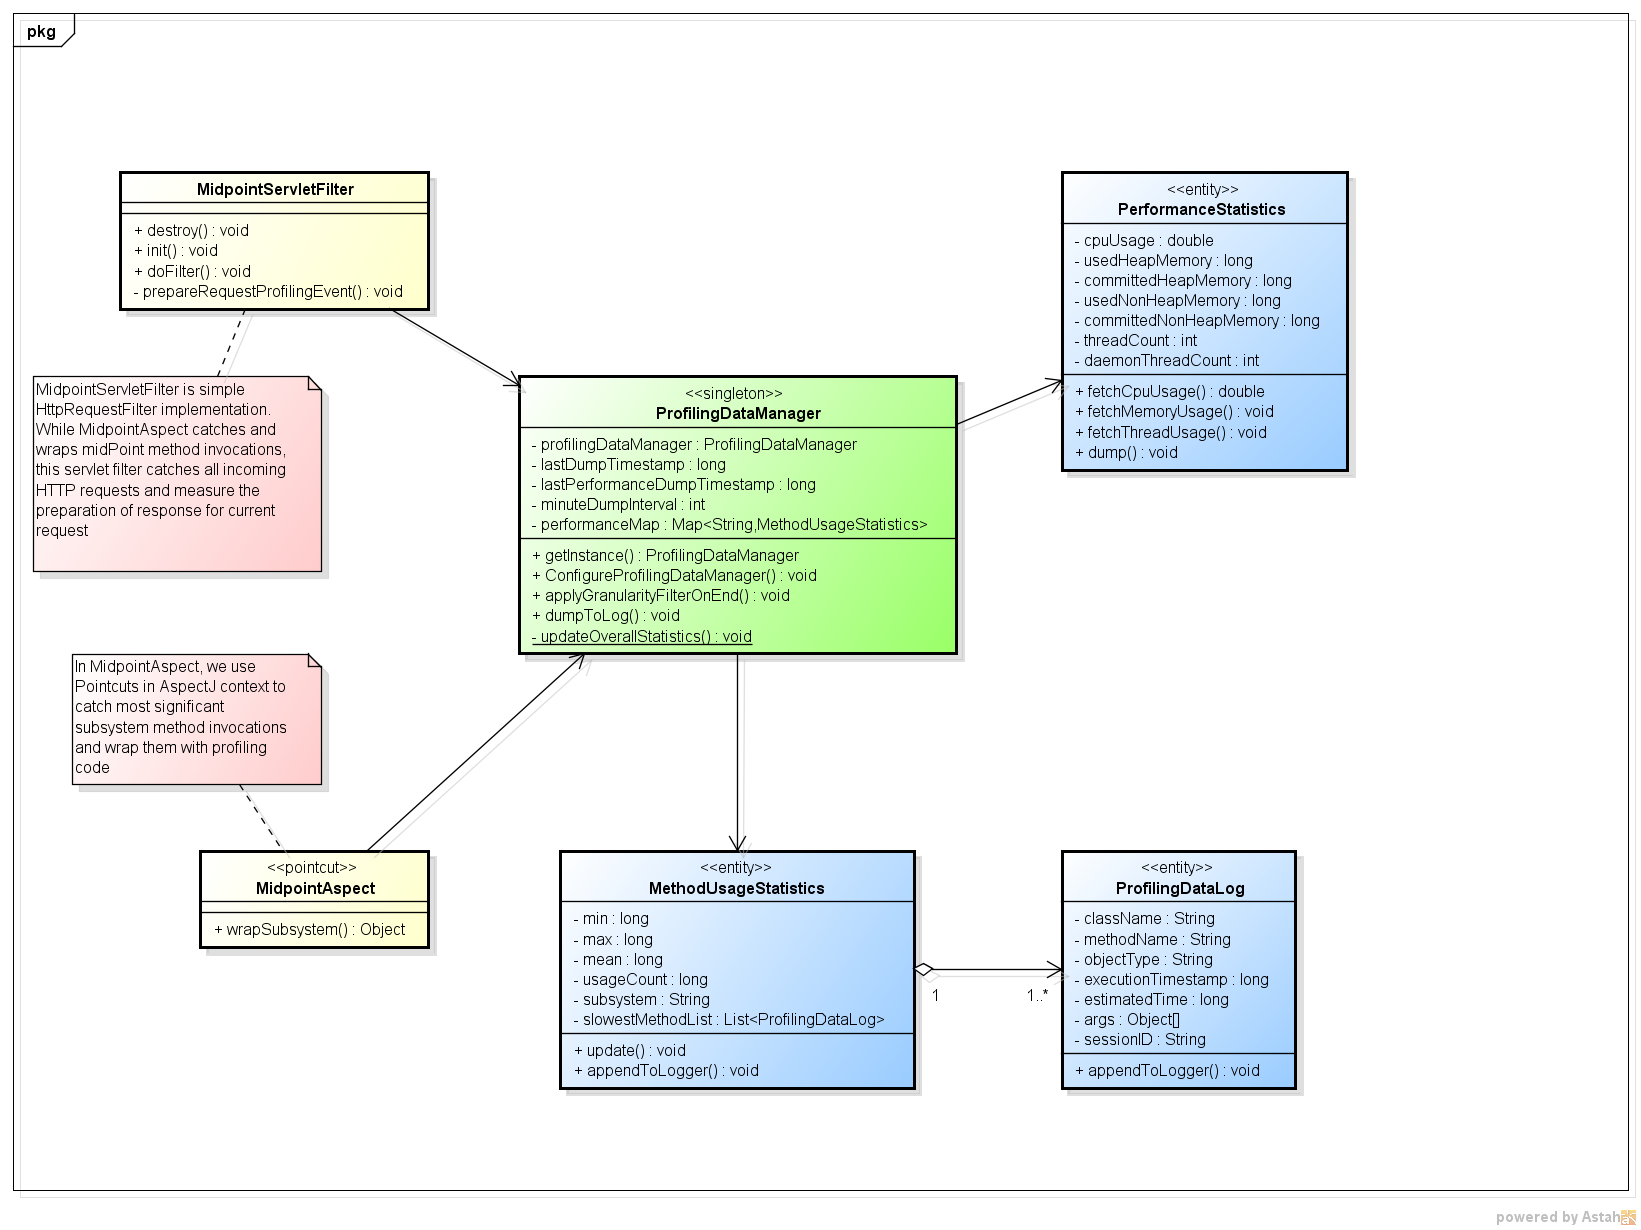 pkg
MidpointServletFilter
+ destroy() : void
+ init() : void
+ doFilter() : void
- prepareRequestProfilingEvent() : void
<<entity>>
PerformanceStatistics
- cpuUsage : double
- usedHeapMemory : long
- committedHeapMemory : long
- usedNonHeapMemory : long
- committedNonHeapMemory : long
- threadCount : int
- daemonThreadCount : int
+ fetchCpuUsage() : double
+ fetchMemoryUsage() : void
+ fetchThreadUsage() : void
+ dump() : void
MidpointServletFilter is simple
HttpRequestFilter implementation.
While MidpointAspect catches and
wraps midPoint method invocations,
this servlet filter catches all incoming
HTTP requests and measure the
preparation of response for current
request
<<singleton>>
ProfilingDataManager
- profilingDataManager : ProfilingDataManager
- lastDumpTimestamp : long
- lastPerformanceDumpTimestamp : long
- minuteDumpInterval : int
- performanceMap : Map<String,MethodUsageStatistics>
+ getInstance() : ProfilingDataManager
+ ConfigureProfilingDataManager() : void
+ applyGranularityFilterOnEnd() : void
+ dumpToLog() : void
- updateOverallStatistics() : void
In MidpointAspect, we use
Pointcuts in AspectJ context to
catch most significant
subsystem method invocations
and wrap them with profiling
code
<<pointcut>>
MidpointAspect
+ wrapSubsystem() : Object
<<entity>>
MethodUsageStatistics
- min : long
- max : long
- mean : long
- usageCount : long
- subsystem : String
- slowestMethodList : List<ProfilingDataLog>
+ update() : void
+ appendToLogger() : void
1
1..*
<<entity>>
ProfilingDataLog
- className : String
- methodName : String
- objectType : String
- executionTimestamp : long
- estimatedTime : long
- args : Object[]
- sessionID : String
+ appendToLogger() : void
powered by Astah